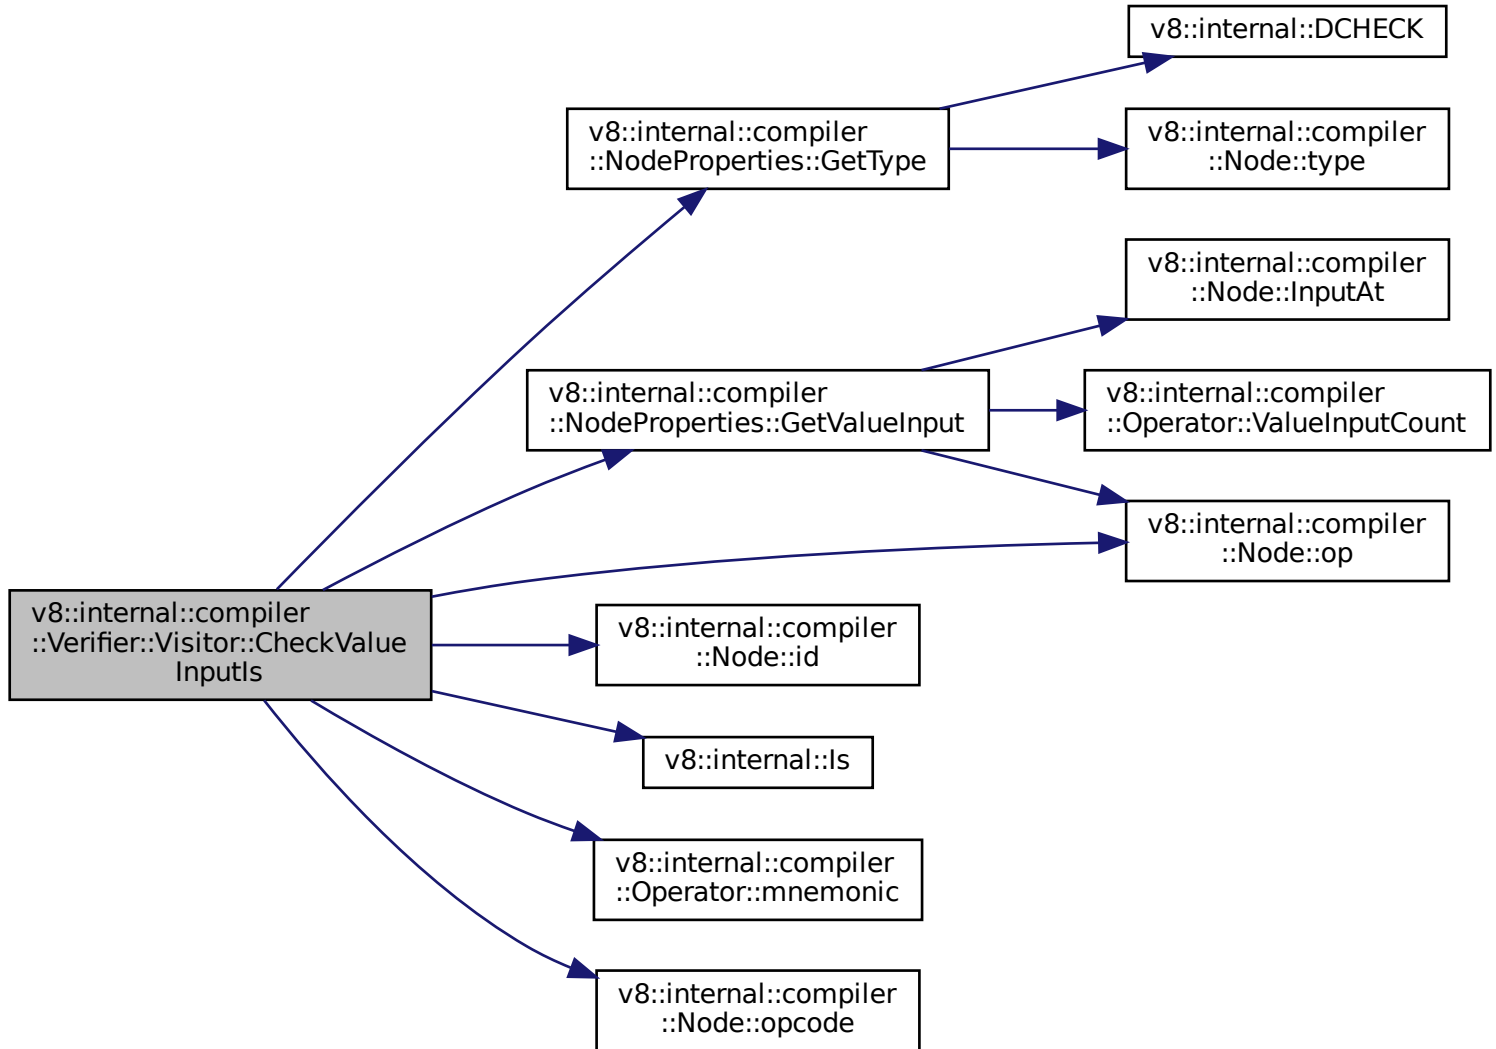 v8::internal::DCHECK
v8::internal::compiler
::NodeProperties::GetType
v8::internal::compiler
::Node::type
v8::internal::compiler
::Node::InputAt
v8::internal::compiler
::NodeProperties::GetValueInput
v8::internal::compiler
::Operator::ValueInputCount
v8::internal::compiler
::Node::op
v8::internal::compiler
::Verifier::Visitor::CheckValue
InputIs
v8::internal::compiler
::Node::id
v8::internal::Is
v8::internal::compiler
::Operator::mnemonic
v8::internal::compiler
::Node::opcode